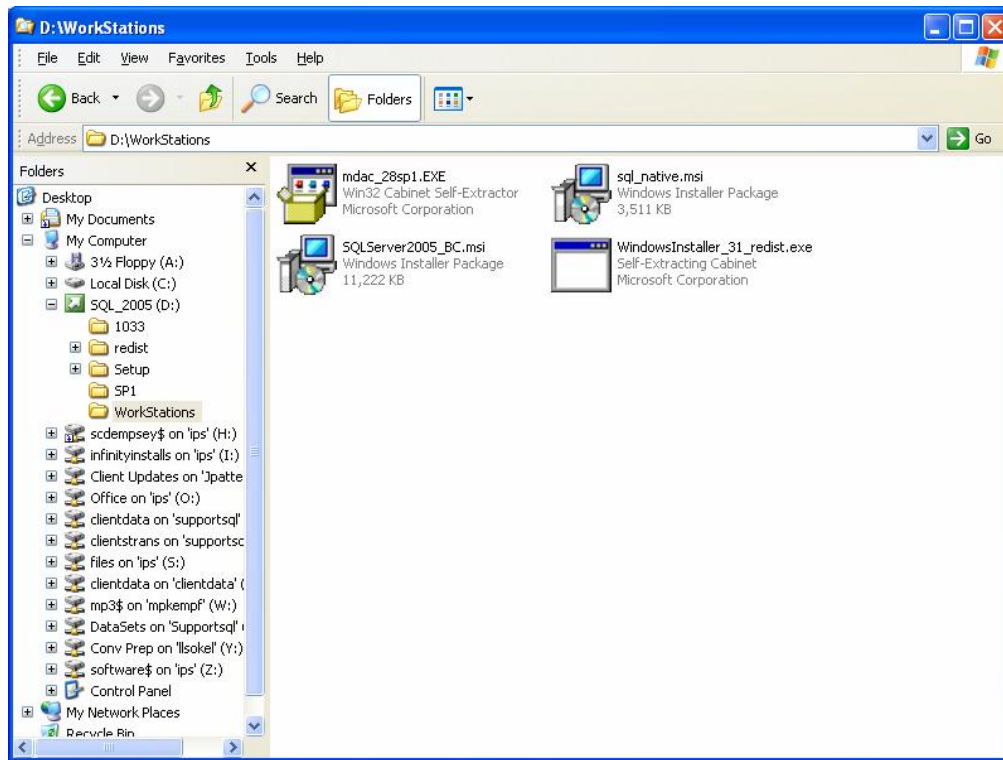 D:\WorkStations
File Edit View Favorites Tools Help
Back Search Folders
Address D:\WorkStations Go
Folders
Desktop
My Documents
My Computer
3½ Floppy (A:)
Local Disk (C:)
SQL_2005 (D:)
1033
redist
Setup
SP1
WorkStations
scdempsey$ on 'ips' (H:)
infinityinstalls on 'ips' (I:)
Client Updates on 'Jpatte
Office on 'ips' (O:)
clientdata on 'supportsql'
clientstrans on 'supportsc
files on 'ips' (S:)
clientdata on 'clientdata' (
mp3$ on 'mpkempf' (W:)
DataSets on 'Supportsql'
Conv Prep on 'llsokel' (Y:)
software$ on 'ips' (Z:)
Control Panel
My Network Places
Recycle Bin
mdac_28sp1.EXE
Win32 Cabinet Self-Extractor
Microsoft Corporation
sql_native.msi
Windows Installer Package
3,511 KB
SQLServer2005_BC.msi
Windows Installer Package
11,222 KB
WindowsInstaller_31_redist.exe
Self-Extracting Cabinet
Microsoft Corporation